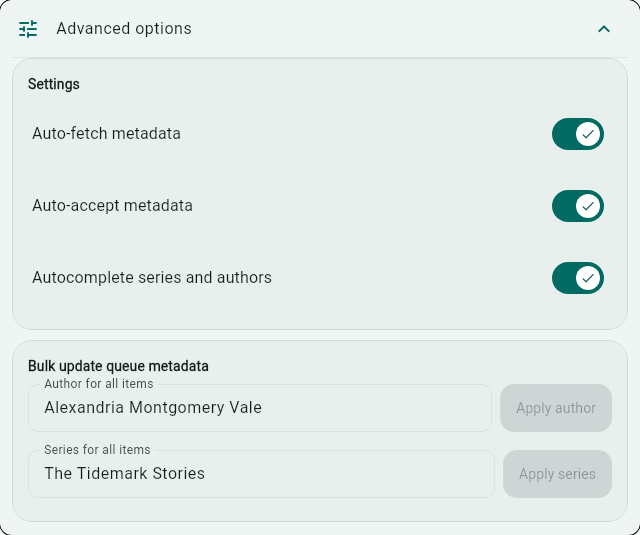 Advanced options
Settings
Auto-fetch metadata
Auto-accept metadata
Autocomplete series and authors
Bulk update queue metadata
Author for all items
Alexandria Montgomery Vale
Apply author
Series for all items
The Tidemark Stories
Apply series